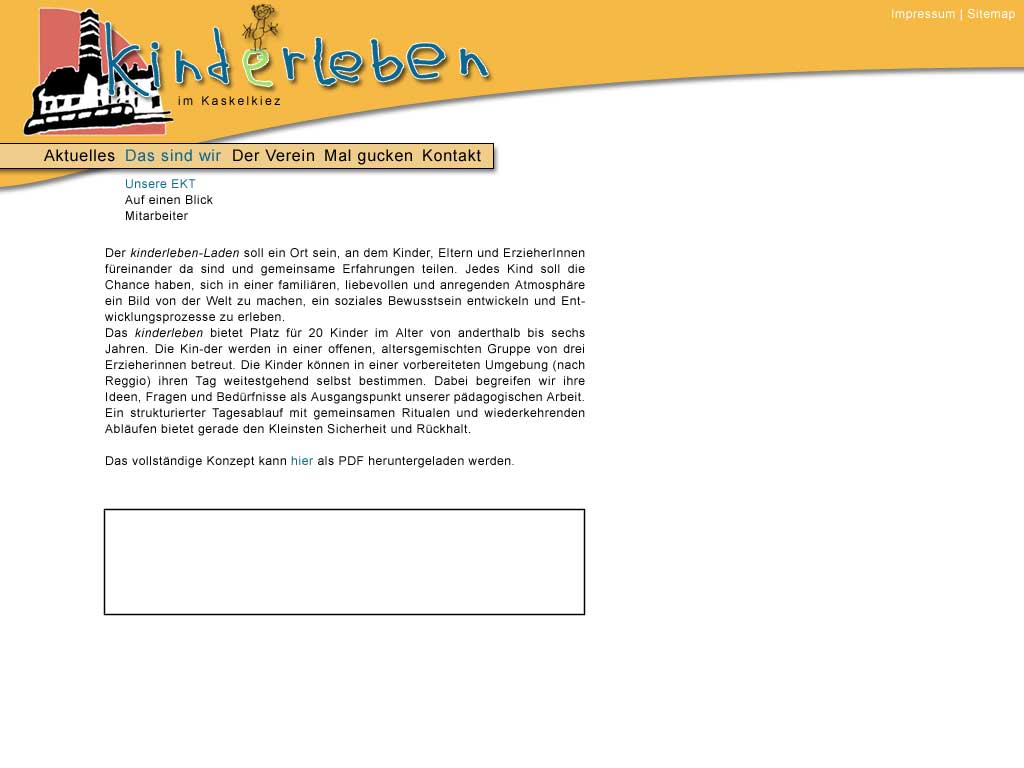 Impressum | Sitemap
kinderleben
im Kaskelkiez
Aktuelles Das sind wir Der Verein Mal gucken Kontakt
Unsere EKT
Auf einen Blick
Mitarbeiter
Der kinderleben-Laden soll ein Ort sein, an dem Kinder, Eltern und ErzieherInnen
füreinander da sind und gemeinsame Erfahrungen teilen. Jedes Kind soll die
Chance haben, sich in einer familiären, liebevollen und anregenden Atmosphäre
ein Bild von der Welt zu machen, ein soziales Bewusstsein entwickeln und Ent-
wicklungsprozesse zu erleben.
Das kinderleben bietet Platz für 20 Kinder im Alter von anderthalb bis sechs
Jahren. Die Kin-der werden in einer offenen, altersgemischten Gruppe von drei
Erzieherinnen betreut. Die Kinder können in einer vorbereiteten Umgebung (nach
Reggio) ihren Tag weitestgehend selbst bestimmen. Dabei begreifen wir ihre
Ideen, Fragen und Bedürfnisse als Ausgangspunkt unserer pädagogischen Arbeit.
Ein strukturierter Tagesablauf mit gemeinsamen Ritualen und wiederkehrenden
Abläufen bietet gerade den Kleinsten Sicherheit und Rückhalt.
Das vollständige Konzept kann hier als PDF heruntergeladen werden.